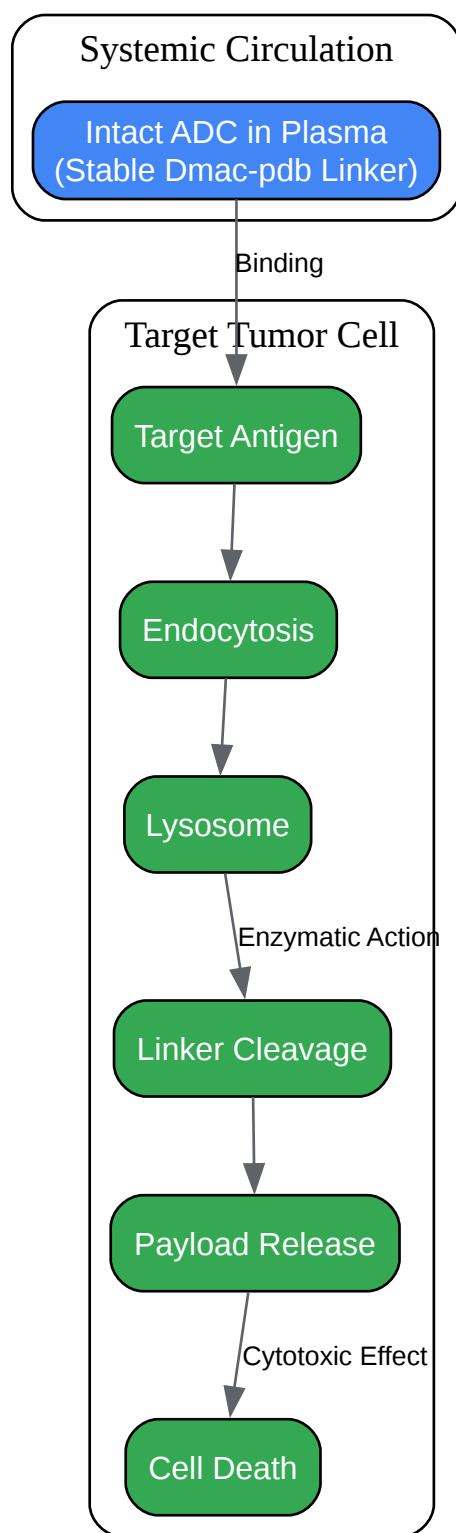 Systemic Circulation
Intact ADC in Plasma
(Stable Dmac-pdb Linker)
Binding
Target Tumor Cell
Target Antigen
Endocytosis
Lysosome
Enzymatic Action
Linker Cleavage
Payload Release
Cytotoxic Effect
Cell Death